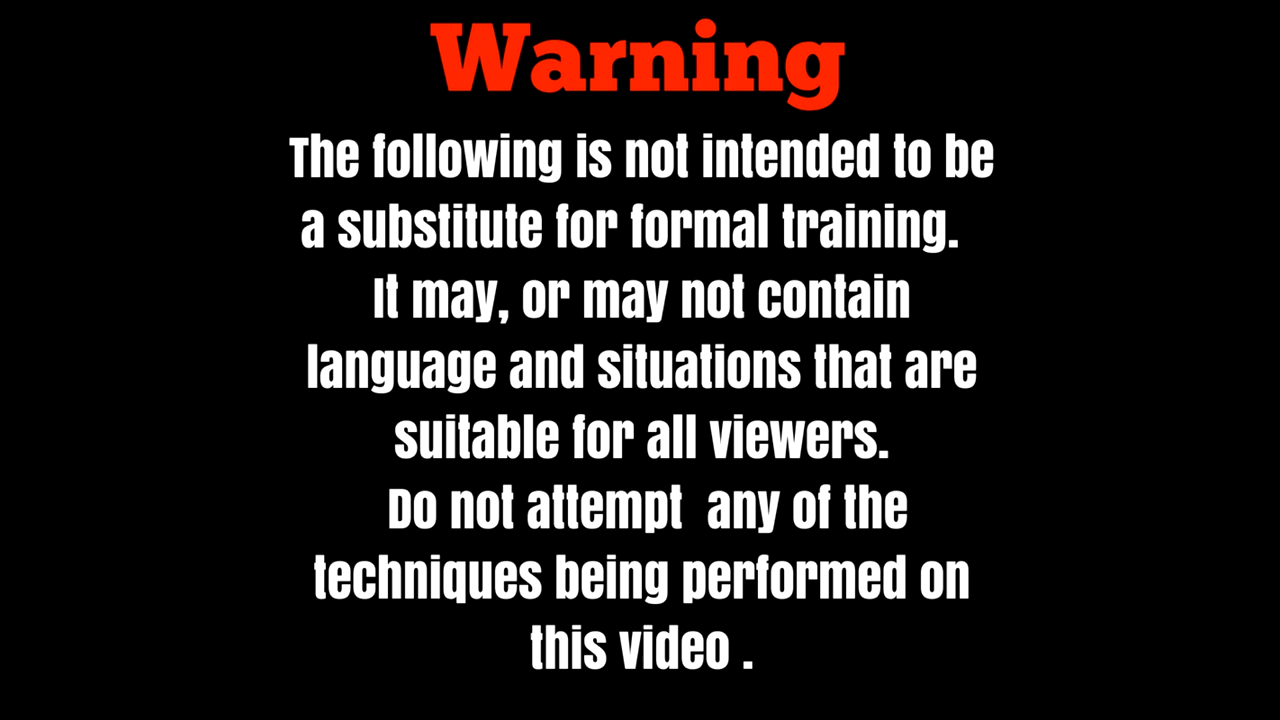 Warning
The following is not intended to be
a substitute for formal training.
It may, or may not contain
language and situations that are
suitable for all viewers.
Do not attempt  any of the
techniques being performed on
this video .